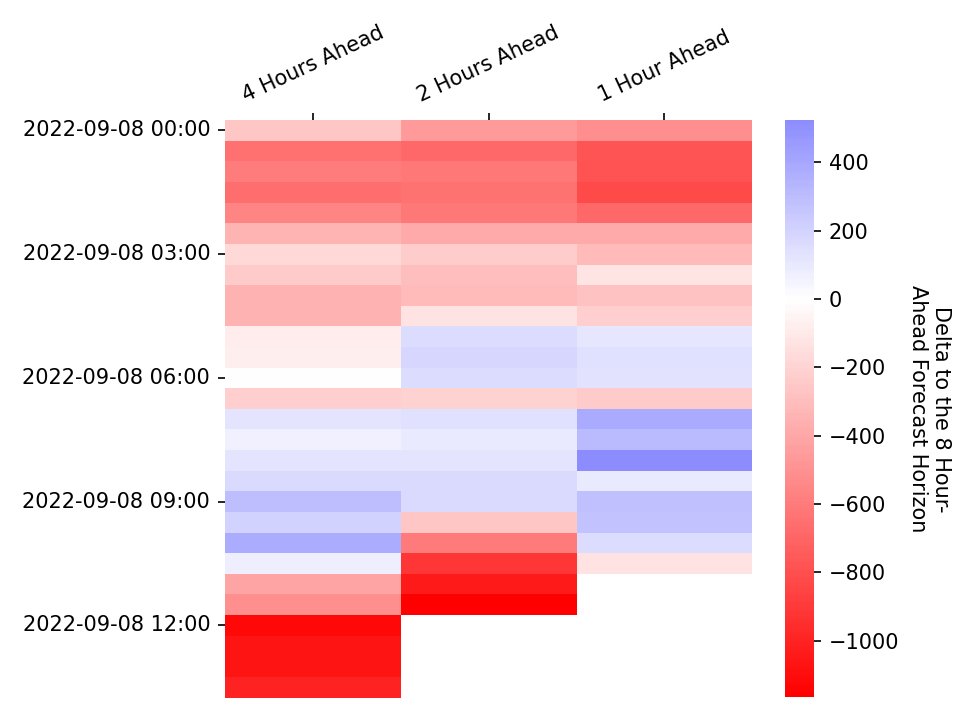 4 Hours Ahead
2 Hours Ahead
1 Hour Ahead
2022-09-08 00:00
2022-09-08 03:00
2022-09-08 06:00
2022-09-08 09:00
2022-09-08 12:00
400
200
0
−200
−400
−600
−800
−1000
Delta to the 8 Hour-
Ahead Forecast Horizon